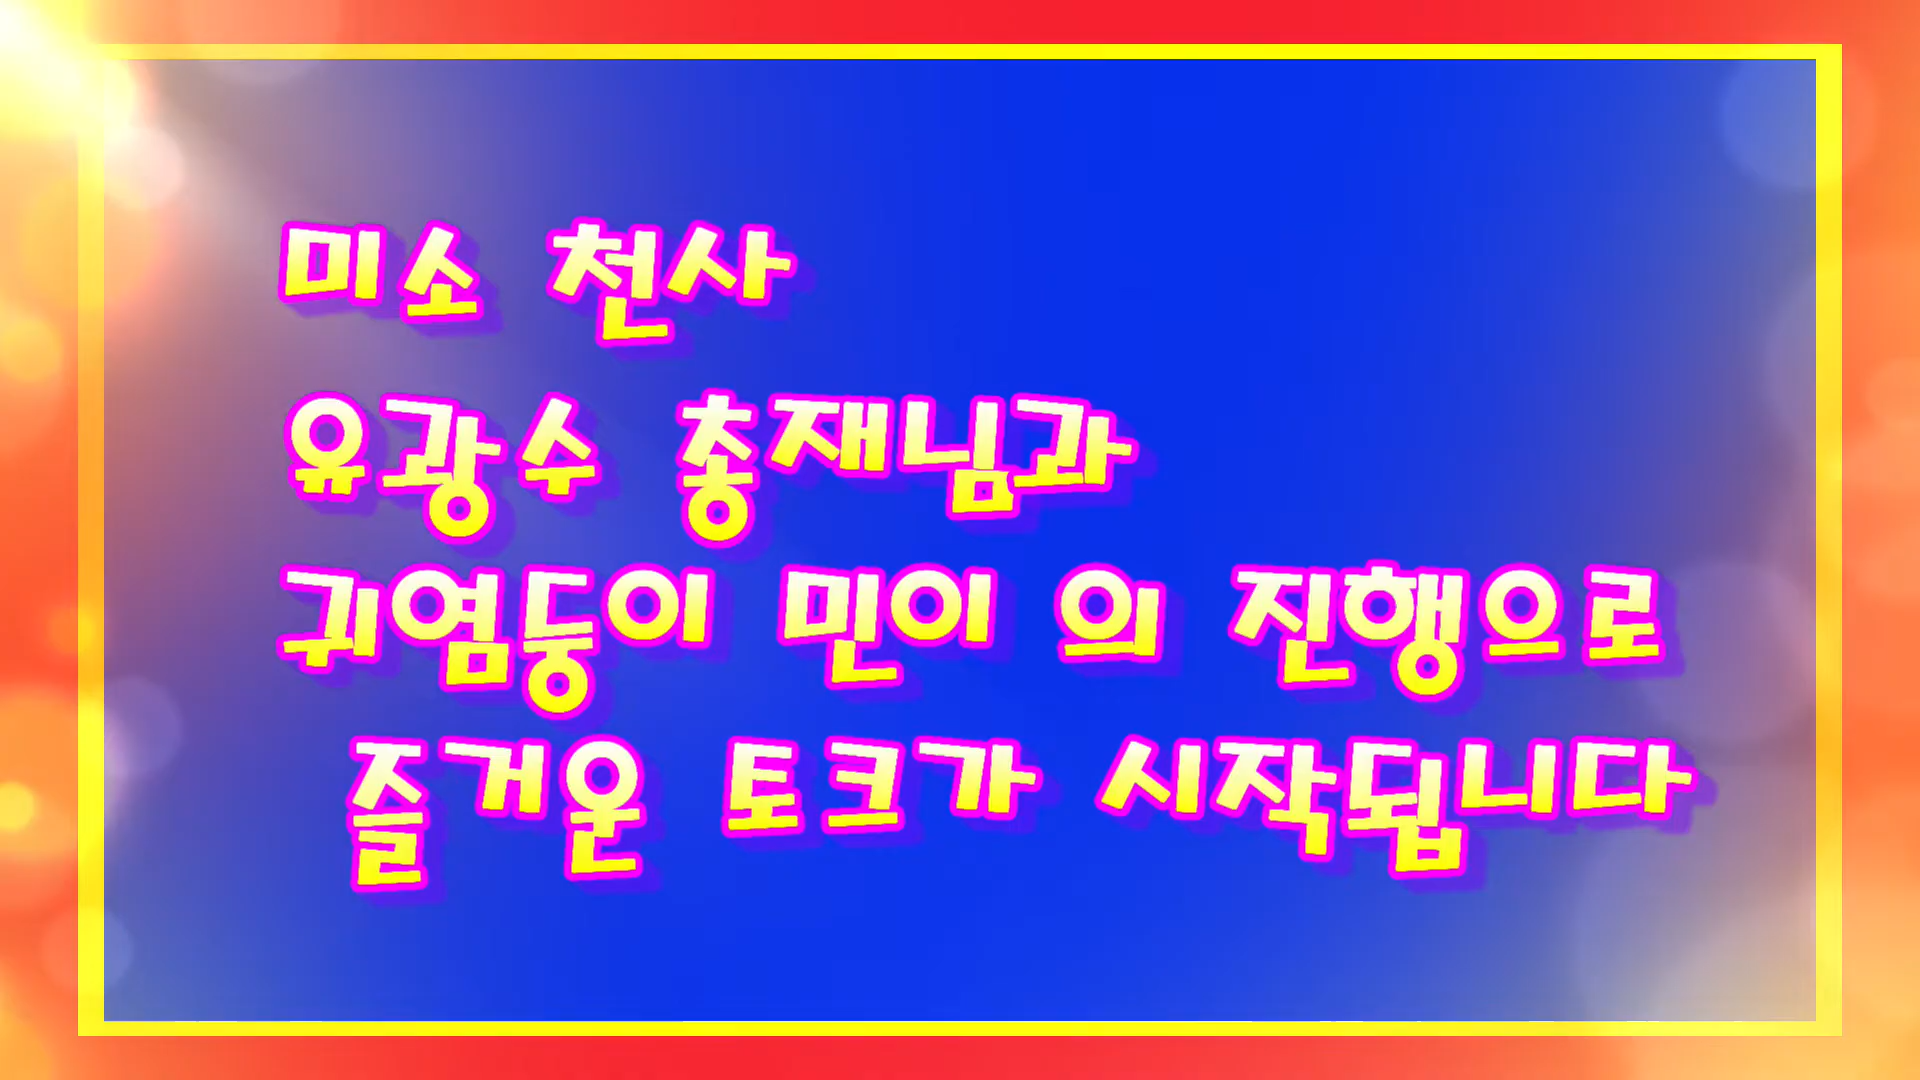 미소 천사
유광수 총재님과
귀염둥이 민이 의 진행으로
즐거운 토크가 시작됩니다